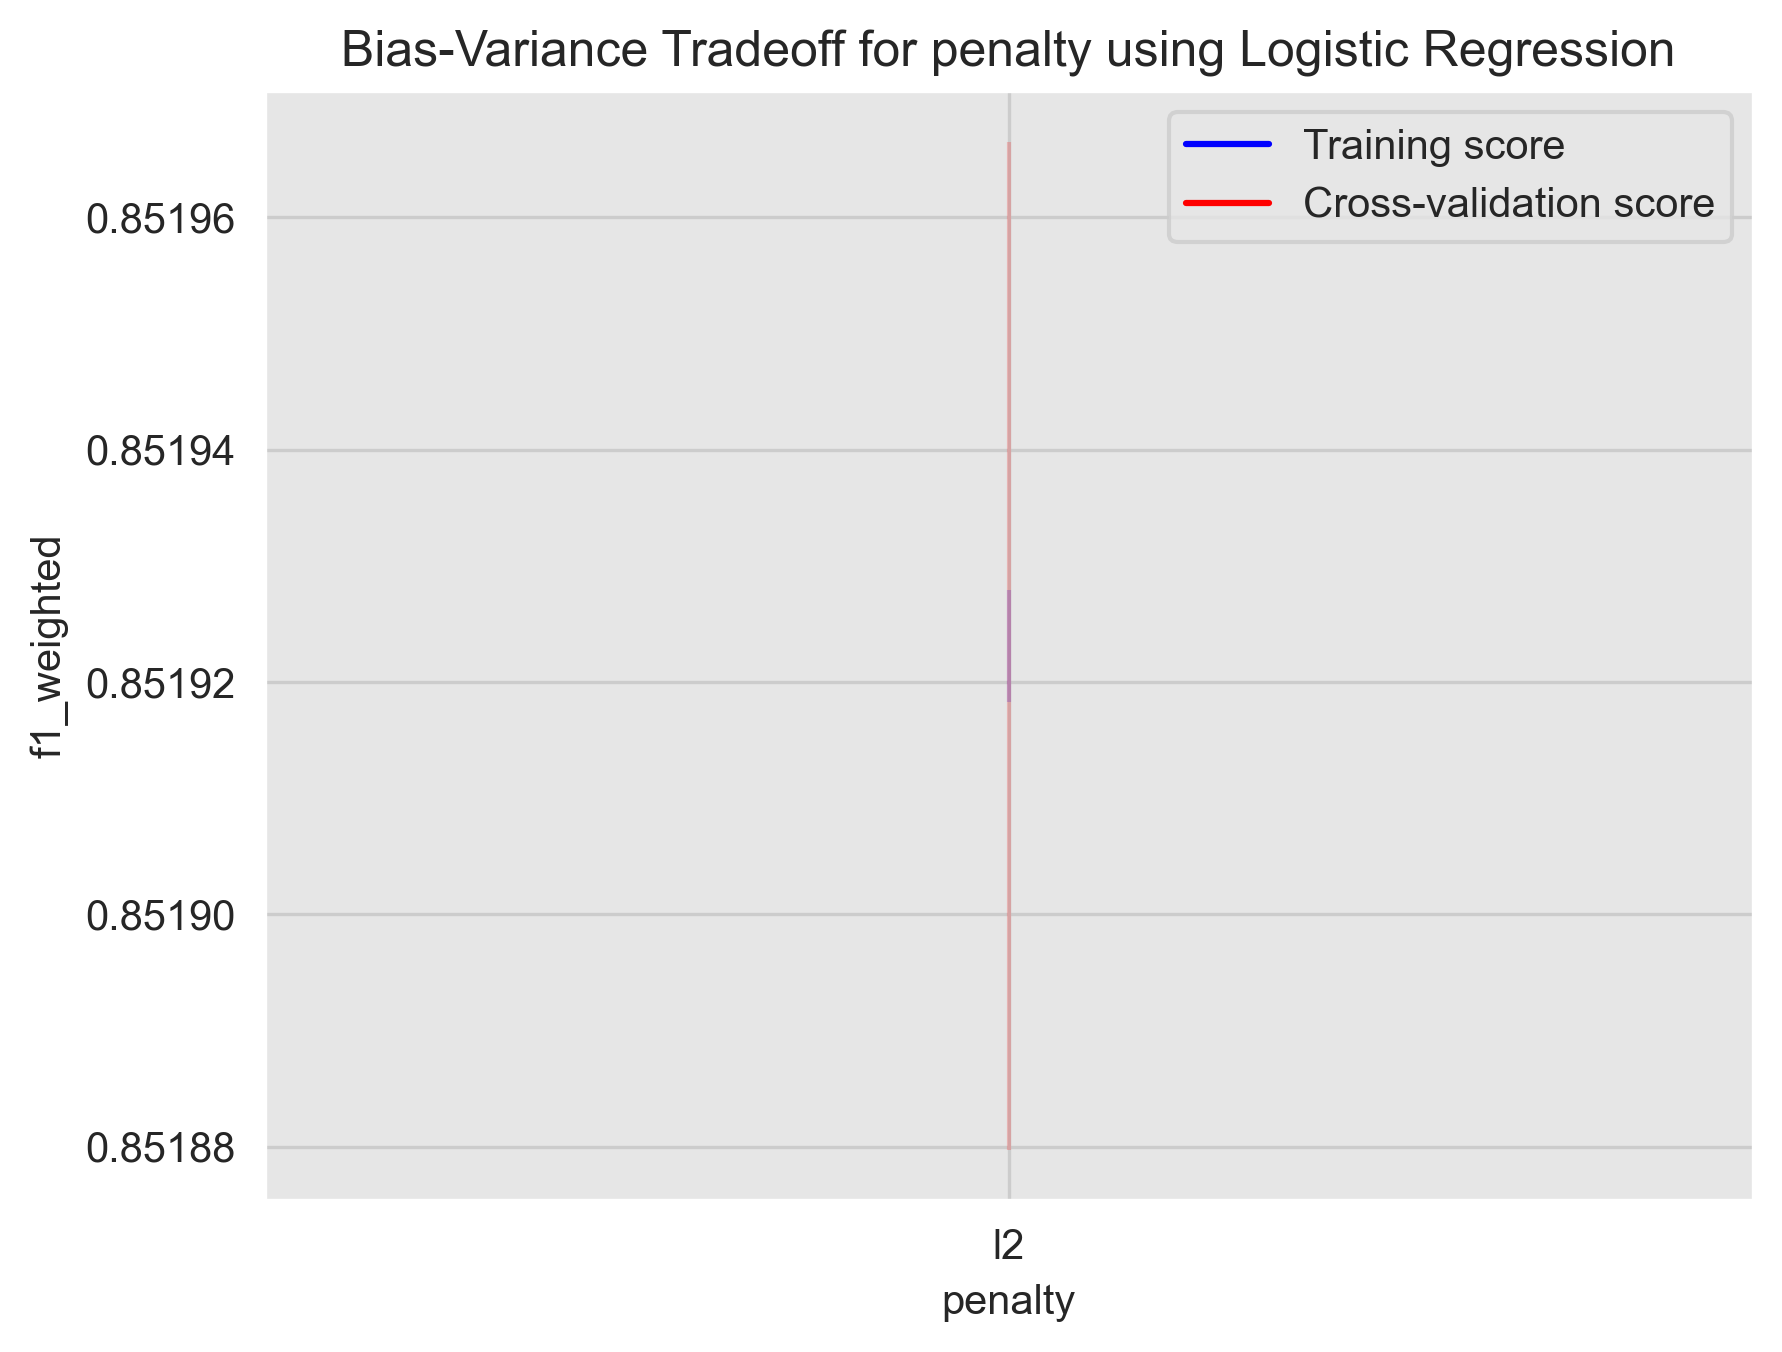 Bias-Variance Tradeoff for penalty using Logistic Regression
Training score
Cross-validation score
0.85196
0.85194
0.85192
0.85190
0.85188
f1_weighted
l2
penalty